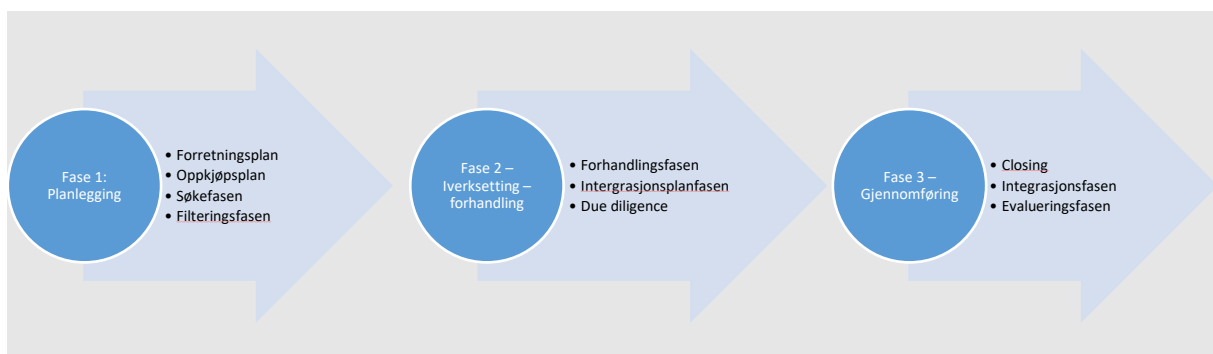 Fase 1:
Planlegging
• Forretningsplan
• Oppkjøpsplan
• Søkefasen
• Filteringsfasen
Fase 2 –
Iverksetting –
forhandling
• Forhandlingsfasen
• Intergrasjonsplanfasen
• Due diligence
Fase 3 –
Gjennomføring
• Closing
• Integrasjonsfasen
• Evalueringsfasen